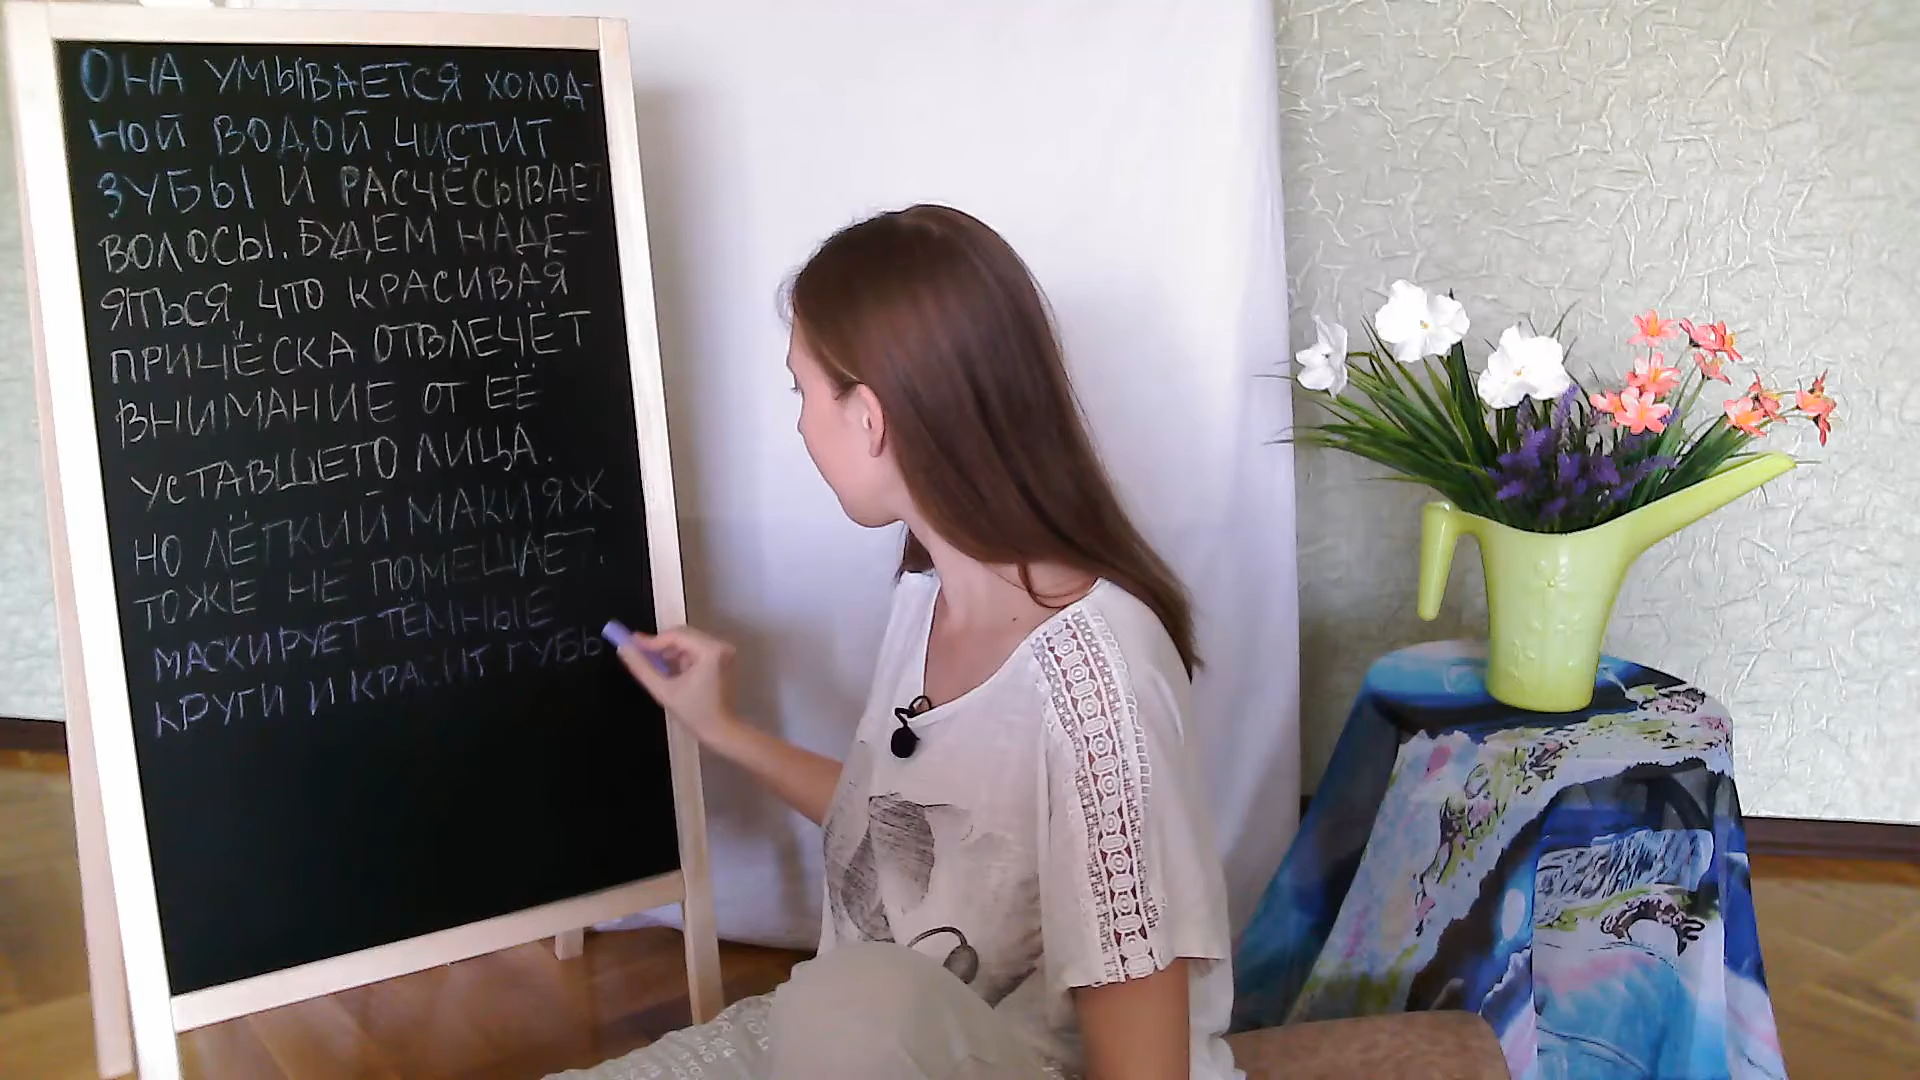 ОНА УМЫВАЕТСЯ ХОЛОД-
НОЙ ВОДОЙ, ЧИСТИТ
ЗУБЫ И РАСЧЁСЫВАЕТ
ВОЛОСЫ. БУДЕМ НАДЕ-
ЯТЬСЯ, ЧТО КРАСИВАЯ
ПРИЧЁСКА ОТВЛЕЧЁТ
ВНИМАНИЕ ОТ ЕЁ
УСТАВШЕГО ЛИЦА.
НО ЛЁГКИЙ МАКИЯЖ
ТОЖЕ НЕ ПОМЕШАЕТ.
МАСКИРУЕТ ТЁМНЫЕ
КРУГИ И КРАСИТ ГУБЫ